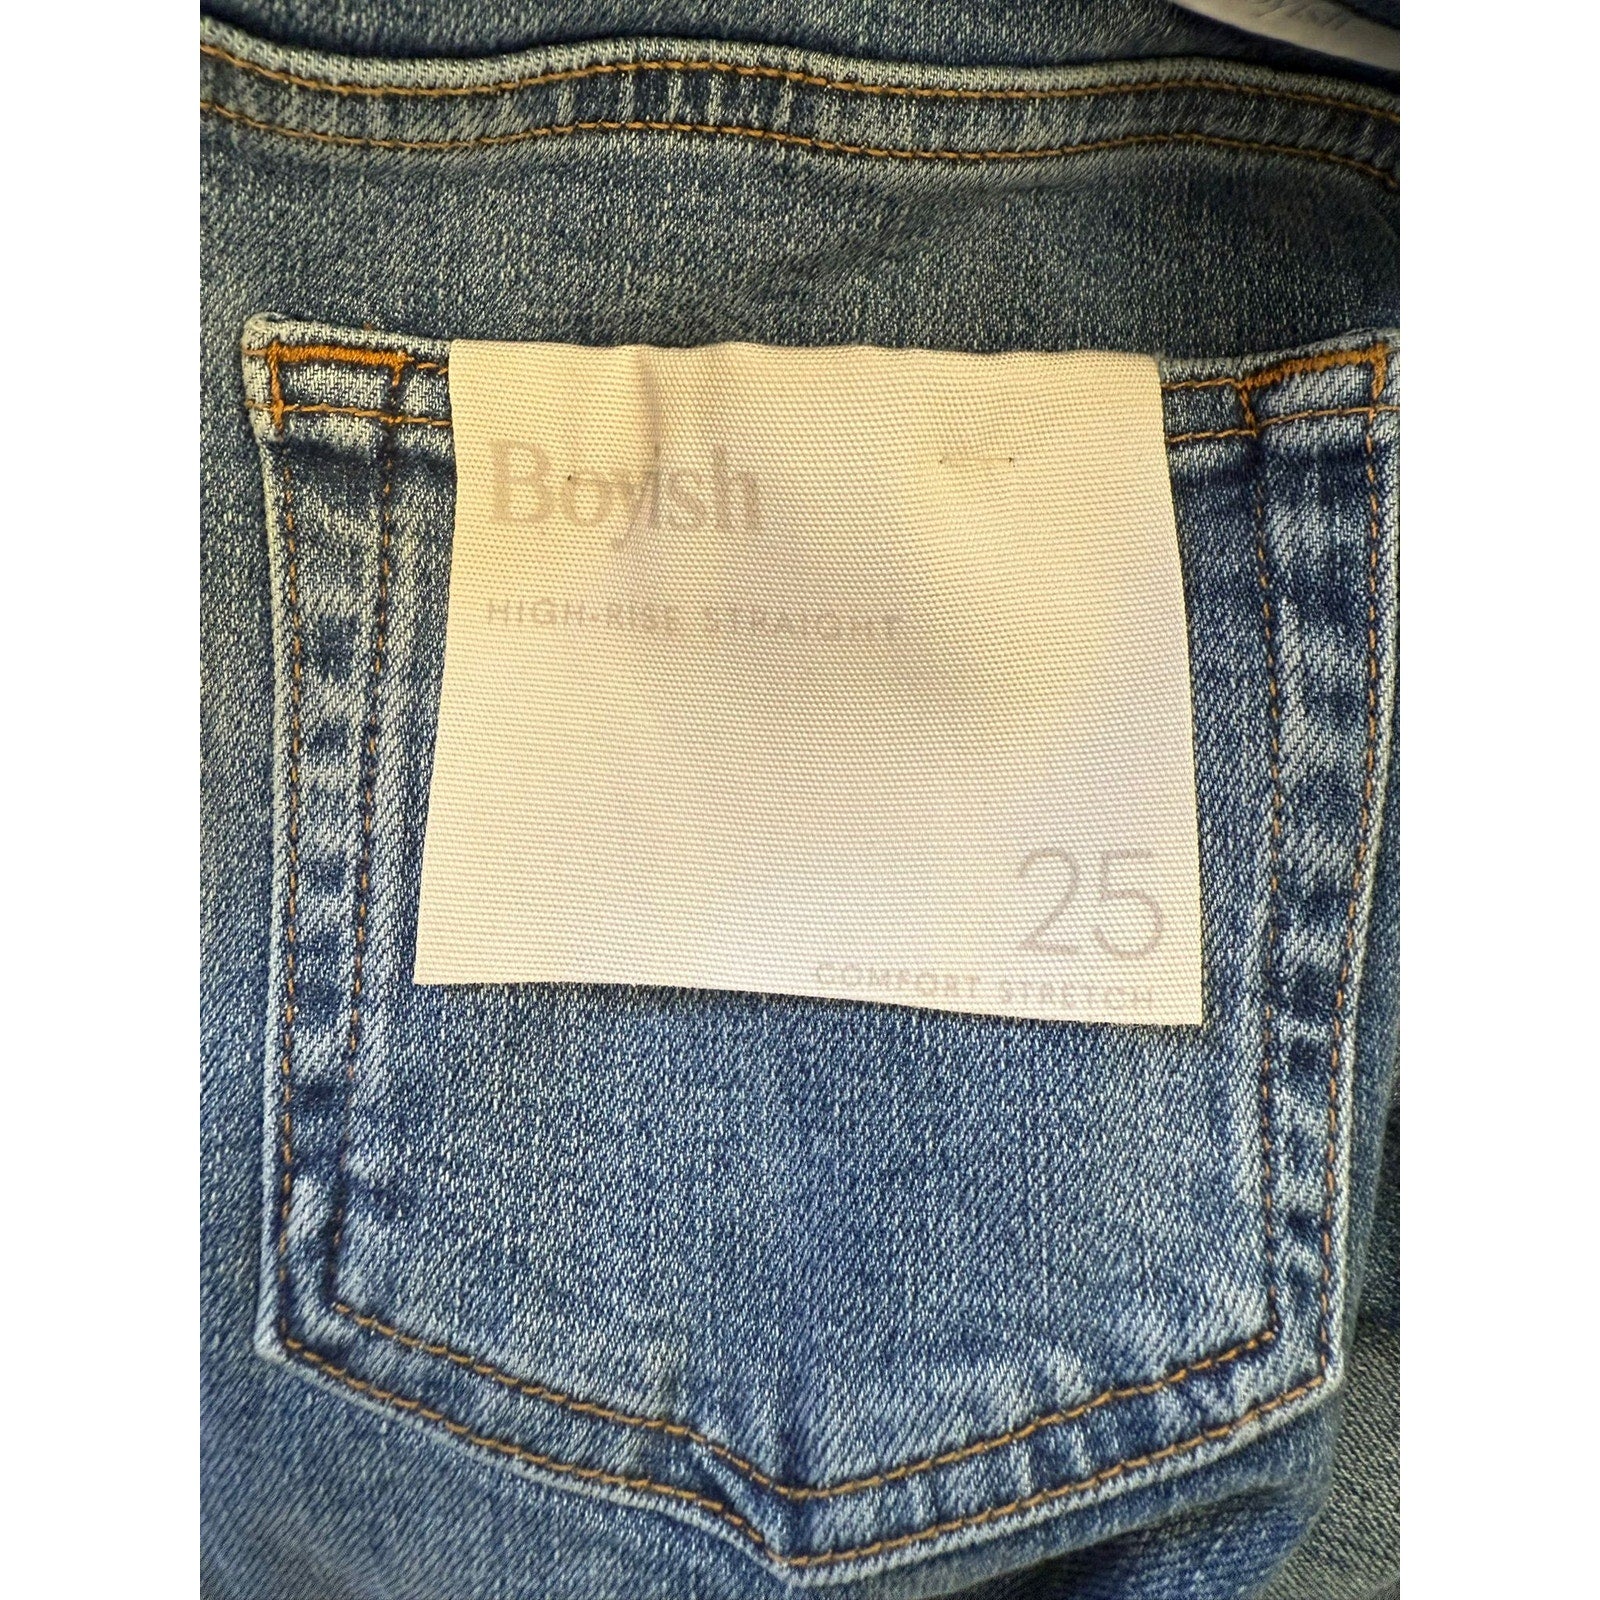 Boyish
HIGH-RISE STRAIGHT
25
COMFORT STRETCH